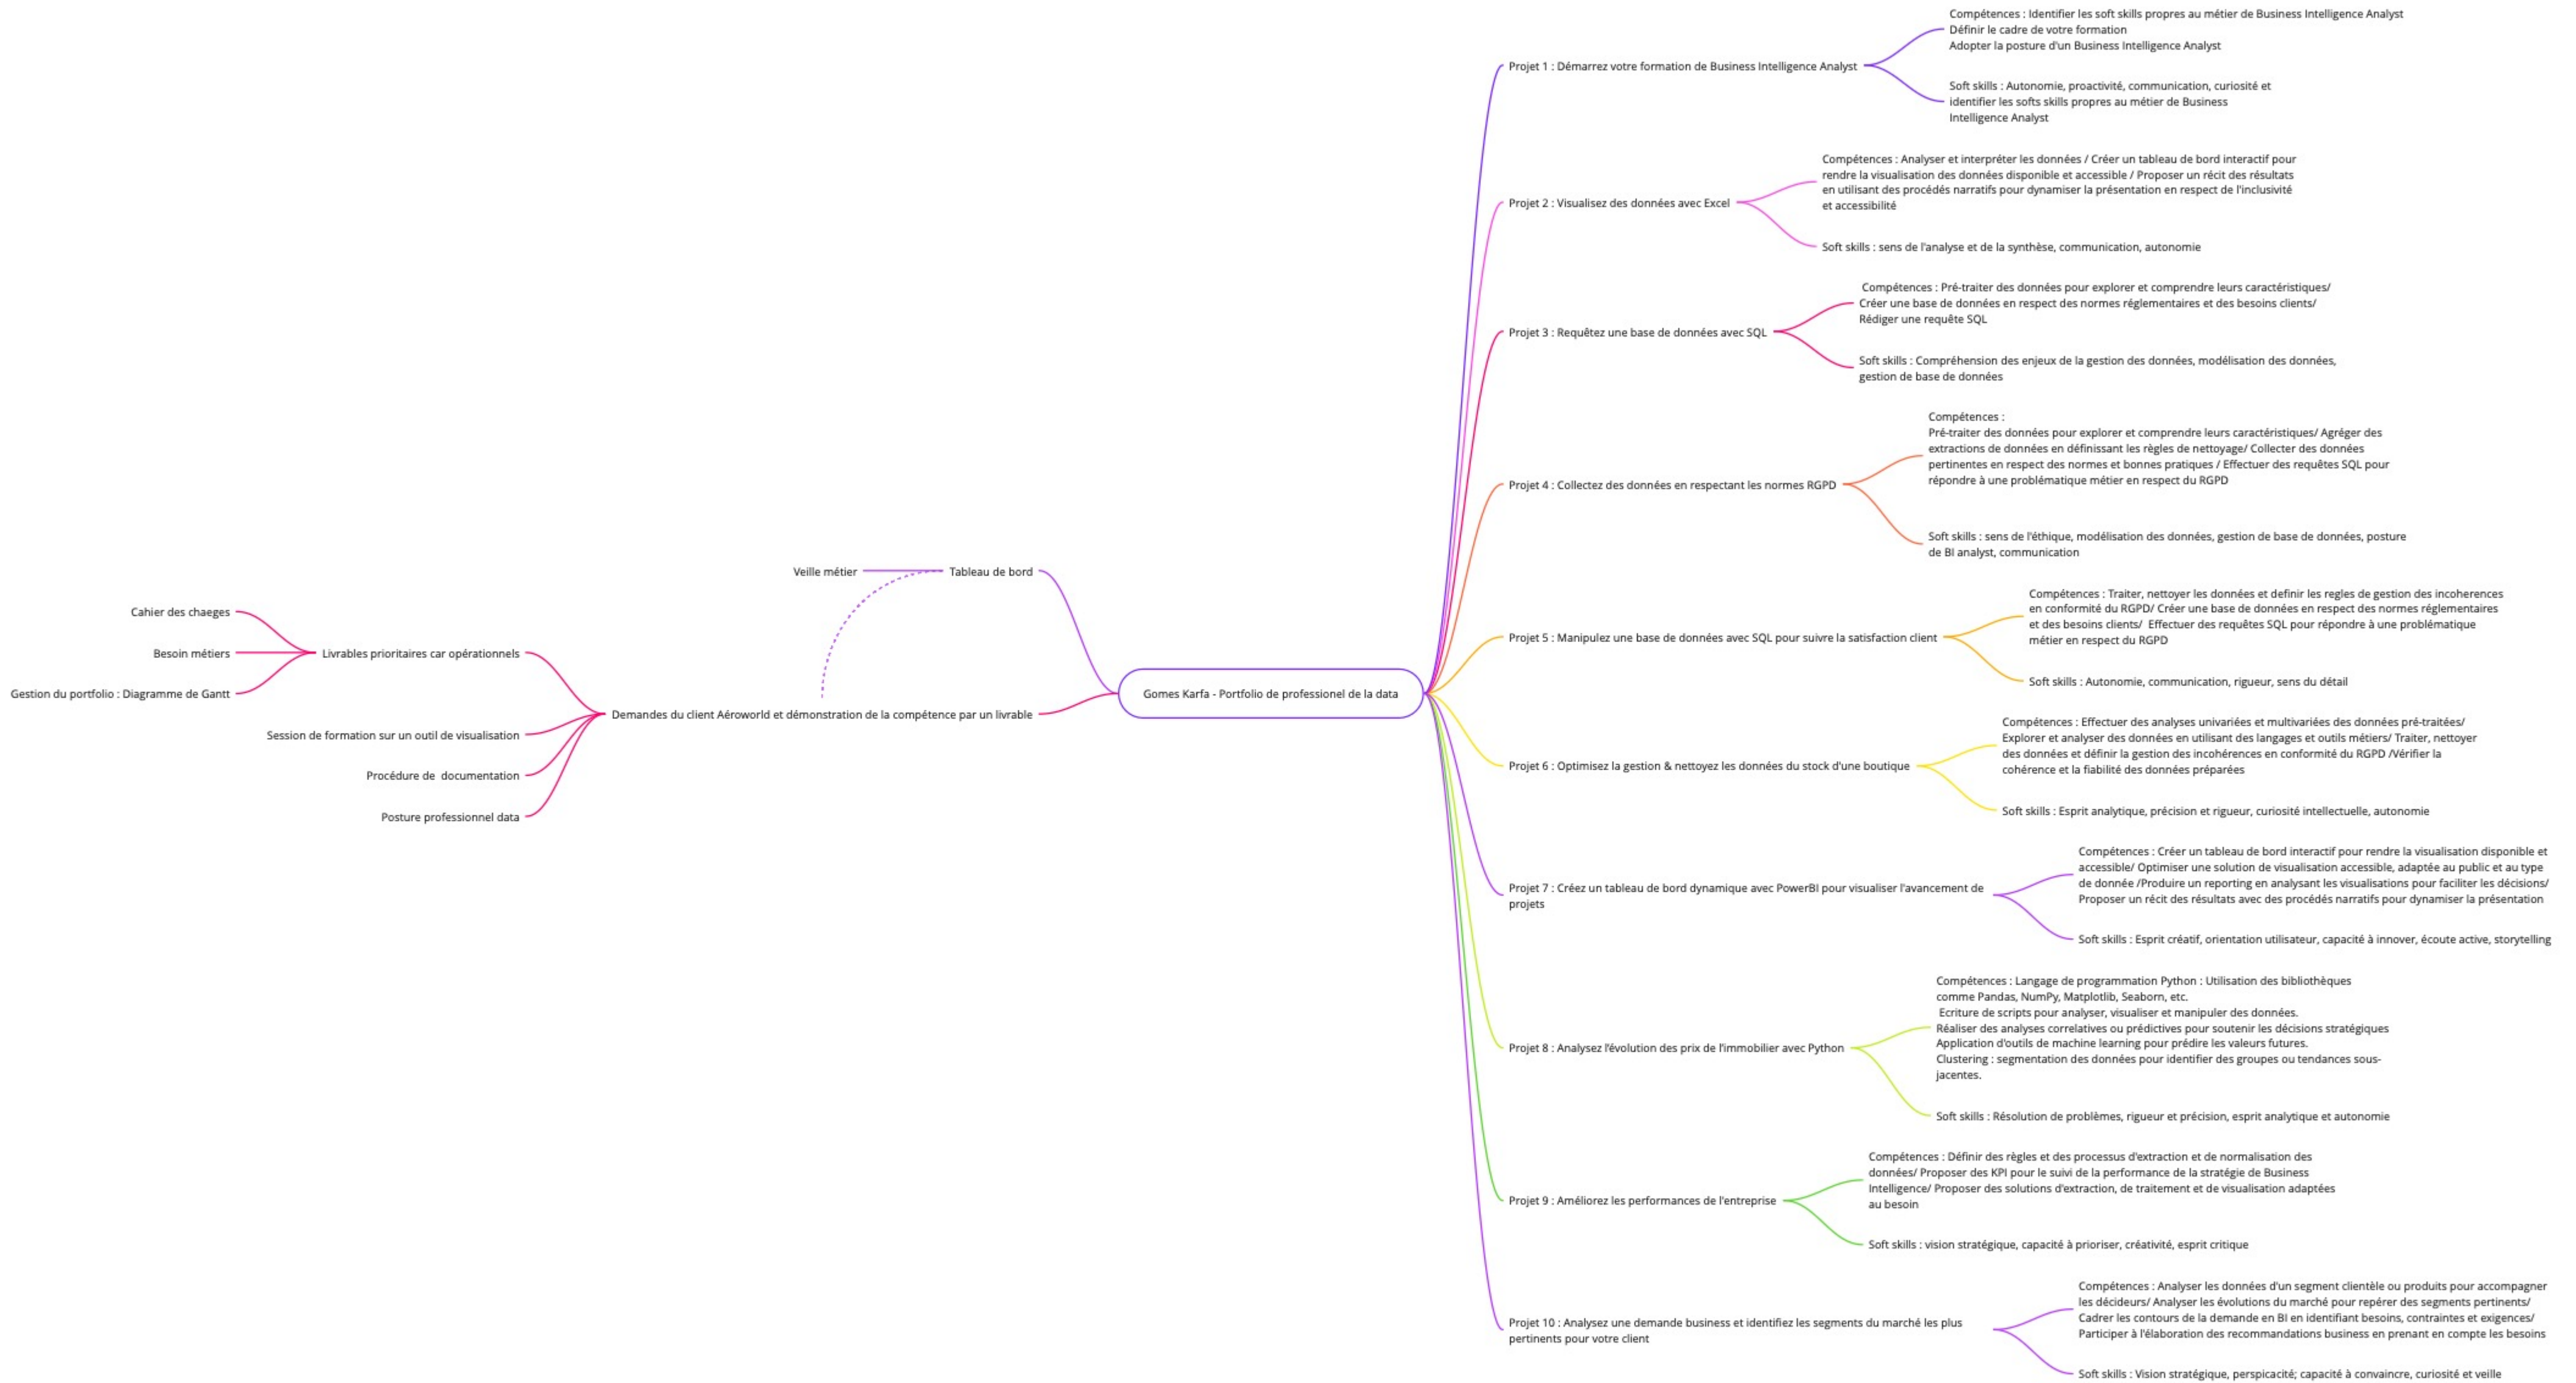 Gomes Karfa - Portfolio de professionel de la data
Tableau de bord
Veille métier
Demandes du client Aéroworld et démonstration de la compétence par un livrable
Livrables prioritaires car opérationnels
Cahier des chaeges
Besoin métiers
Gestion du portfolio : Diagramme de Gantt
Session de formation sur un outil de visualisation
Procédure de  documentation
Posture professionnel data
Projet 1 : Démarrez votre formation de Business Intelligence Analyst
Compétences : Identifier les soft skills propres au métier de Business Intelligence Analyst
Définir le cadre de votre formation
Adopter la posture d'un Business Intelligence Analyst
Soft skills : Autonomie, proactivité, communication, curiosité et
identifier les softs skills propres au métier de Business
Intelligence Analyst
Projet 2 : Visualisez des données avec Excel
Compétences : Analyser et interpréter les données / Créer un tableau de bord interactif pour
rendre la visualisation des données disponible et accessible / Proposer un récit des résultats
en utilisant des procédés narratifs pour dynamiser la présentation en respect de l'inclusivité
et accessibilité
Soft skills : sens de l'analyse et de la synthèse, communication, autonomie
Projet 3 : Requêtez une base de données avec SQL
Compétences : Pré-traiter des données pour explorer et comprendre leurs caractéristiques/
Créer une base de données en respect des normes réglementaires et des besoins clients/
Rédiger une requête SQL
Soft skills : Compréhension des enjeux de la gestion des données, modélisation des données,
gestion de base de données
Projet 4 : Collectez des données en respectant les normes RGPD
Compétences :
Pré-traiter des données pour explorer et comprendre leurs caractéristiques/ Agréger des
extractions de données en définissant les règles de nettoyage/ Collecter des données
pertinentes en respect des normes et bonnes pratiques / Effectuer des requêtes SQL pour
répondre à une problématique métier en respect du RGPD
Soft skills : sens de l'éthique, modélisation des données, gestion de base de données, posture
de BI analyst, communication
Projet 5 : Manipulez une base de données avec SQL pour suivre la satisfaction client
Compétences : Traiter, nettoyer les données et definir les regles de gestion des incoherences
en conformité du RGPD/ Créer une base de données en respect des normes réglementaires
et des besoins clients/  Effectuer des requêtes SQL pour répondre à une problématique
métier en respect du RGPD
Soft skills : Autonomie, communication, rigueur, sens du détail
Projet 6 : Optimisez la gestion & nettoyez les données du stock d'une boutique
Compétences : Effectuer des analyses univariées et multivariées des données pré-traitées/
Explorer et analyser des données en utilisant des langages et outils métiers/ Traiter, nettoyer
des données et définir la gestion des incohérences en conformité du RGPD /Vérifier la
cohérence et la fiabilité des données préparées
Soft skills : Esprit analytique, précision et rigueur, curiosité intellectuelle, autonomie
Projet 7 : Créez un tableau de bord dynamique avec PowerBI pour visualiser l'avancement de
projets
Compétences : Créer un tableau de bord interactif pour rendre la visualisation disponible et
accessible/ Optimiser une solution de visualisation accessible, adaptée au public et au type
de donnée /Produire un reporting en analysant les visualisations pour faciliter les décisions/
Proposer un récit des résultats avec des procédés narratifs pour dynamiser la présentation
Soft skills : Esprit créatif, orientation utilisateur, capacité à innover, écoute active, storytelling
Projet 8 : Analysez l'évolution des prix de l'immobilier avec Python
Compétences : Langage de programmation Python : Utilisation des bibliothèques
comme Pandas, NumPy, Matplotlib, Seaborn, etc.
Ecriture de scripts pour analyser, visualiser et manipuler des données.
Réaliser des analyses correlatives ou prédictives pour soutenir les décisions stratégiques
Application d'outils de machine learning pour prédire les valeurs futures.
Clustering : segmentation des données pour identifier des groupes ou tendances sous-
jacentes.
Soft skills : Résolution de problèmes, rigueur et précision, esprit analytique et autonomie
Projet 9 : Améliorez les performances de l'entreprise
Compétences : Définir des règles et des processus d'extraction et de normalisation des
données/ Proposer des KPI pour le suivi de la performance de la stratégie de Business
Intelligence/ Proposer des solutions d'extraction, de traitement et de visualisation adaptées
au besoin
Soft skills : vision stratégique, capacité à prioriser, créativité, esprit critique
Projet 10 : Analysez une demande business et identifiez les segments du marché les plus
pertinents pour votre client
Compétences : Analyser les données d'un segment clientèle ou produits pour accompagner
les décideurs/ Analyser les évolutions du marché pour repérer des segments pertinents/
Cadrer les contours de la demande en BI en identifiant besoins, contraintes et exigences/
Participer à l'élaboration des recommandations business en prenant en compte les besoins
Soft skills : Vision stratégique, perspicacité; capacité à convaincre, curiosité et veille